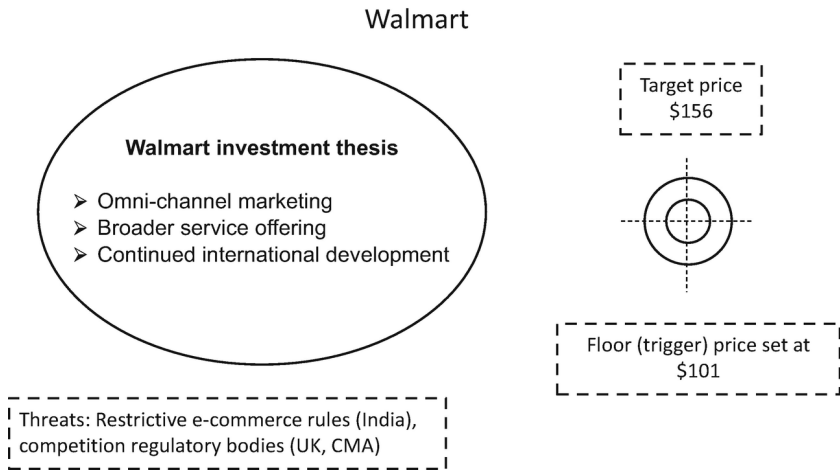 Walmart
Walmart investment thesis
➢ Omni-channel marketing
➢ Broader service offering
➢ Continued international development
Target price
$156
Floor (trigger) price set at
$101
Threats: Restrictive e-commerce rules (India),
competition regulatory bodies (UK, CMA)